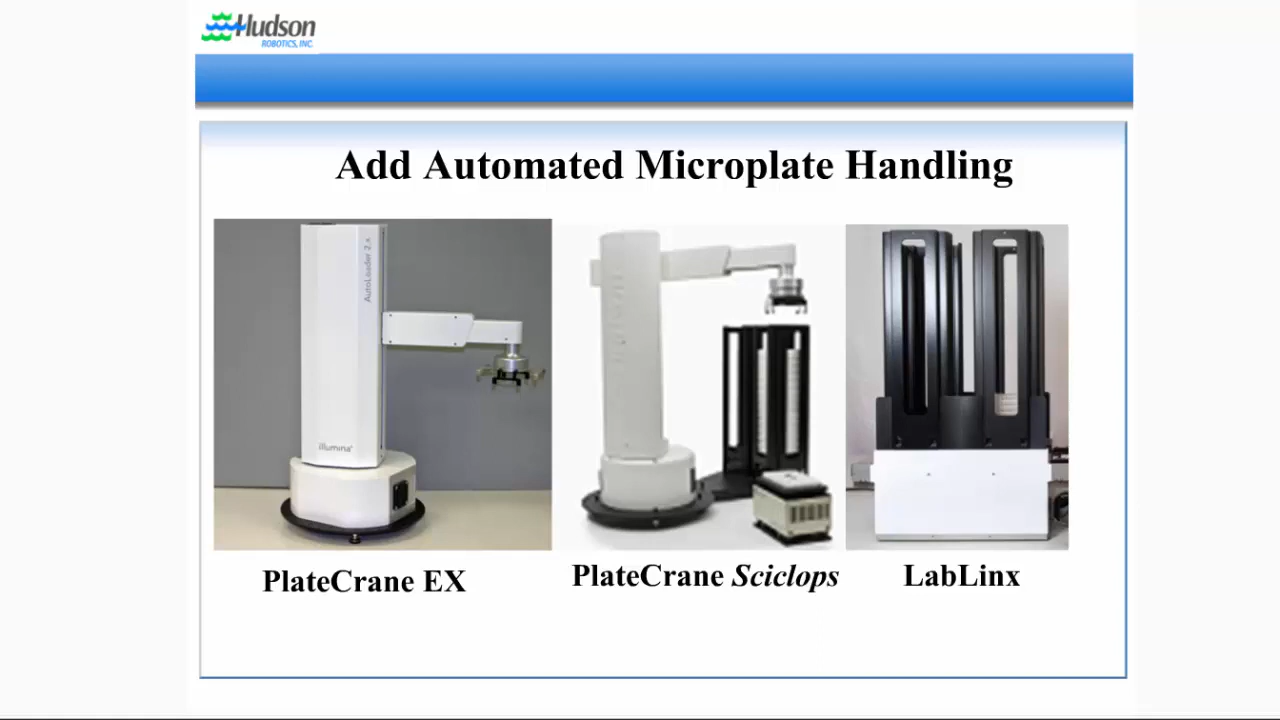 Hudson
ROBOTICS, INC.
Add Automated Microplate Handling
AutoLoader 2.x
illumina®
PlateCrane EX
PlateCrane Sciclops
LabLinx